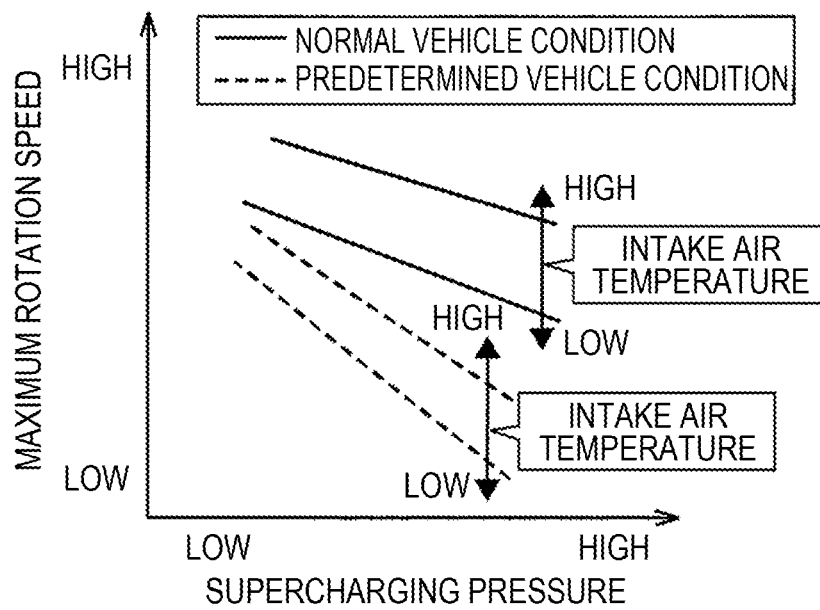 NORMAL VEHICLE CONDITION
PREDETERMINED VEHICLE CONDITION
HIGH
MAXIMUM ROTATION SPEED
HIGH
INTAKE AIR
TEMPERATURE
HIGH
LOW
INTAKE AIR
TEMPERATURE
LOW
LOW
LOW
HIGH
SUPERCHARGING PRESSURE